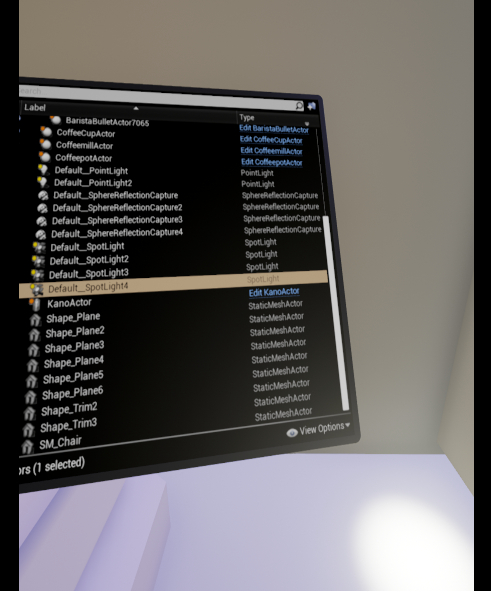 Label Type
BaristaBulletActor7065 Edit BaristaBulletActor
CoffeeCupActor Edit CoffeeCupActor
CoffeemillActor Edit CoffeemillActor
CoffeepotActor Edit CoffeepotActor
Default__PointLight PointLight
Default__PointLight2 PointLight
Default__SphereReflectionCapture SphereReflectionCapture
Default__SphereReflectionCapture2 SphereReflectionCapture
Default__SphereReflectionCapture3 SphereReflectionCapture
Default__SphereReflectionCapture4 SphereReflectionCapture
Default__SpotLight SpotLight
Default__SpotLight2 SpotLight
Default__SpotLight3 SpotLight
Default__SpotLight4 SpotLight
KanoActor Edit KanoActor
Shape_Plane StaticMeshActor
Shape_Plane2 StaticMeshActor
Shape_Plane3 StaticMeshActor
Shape_Plane4 StaticMeshActor
Shape_Plane5 StaticMeshActor
Shape_Plane6 StaticMeshActor
Shape_Trim2 StaticMeshActor
Shape_Trim3 StaticMeshActor
SM_Chair StaticMeshActor
ors (1 selected) View Options